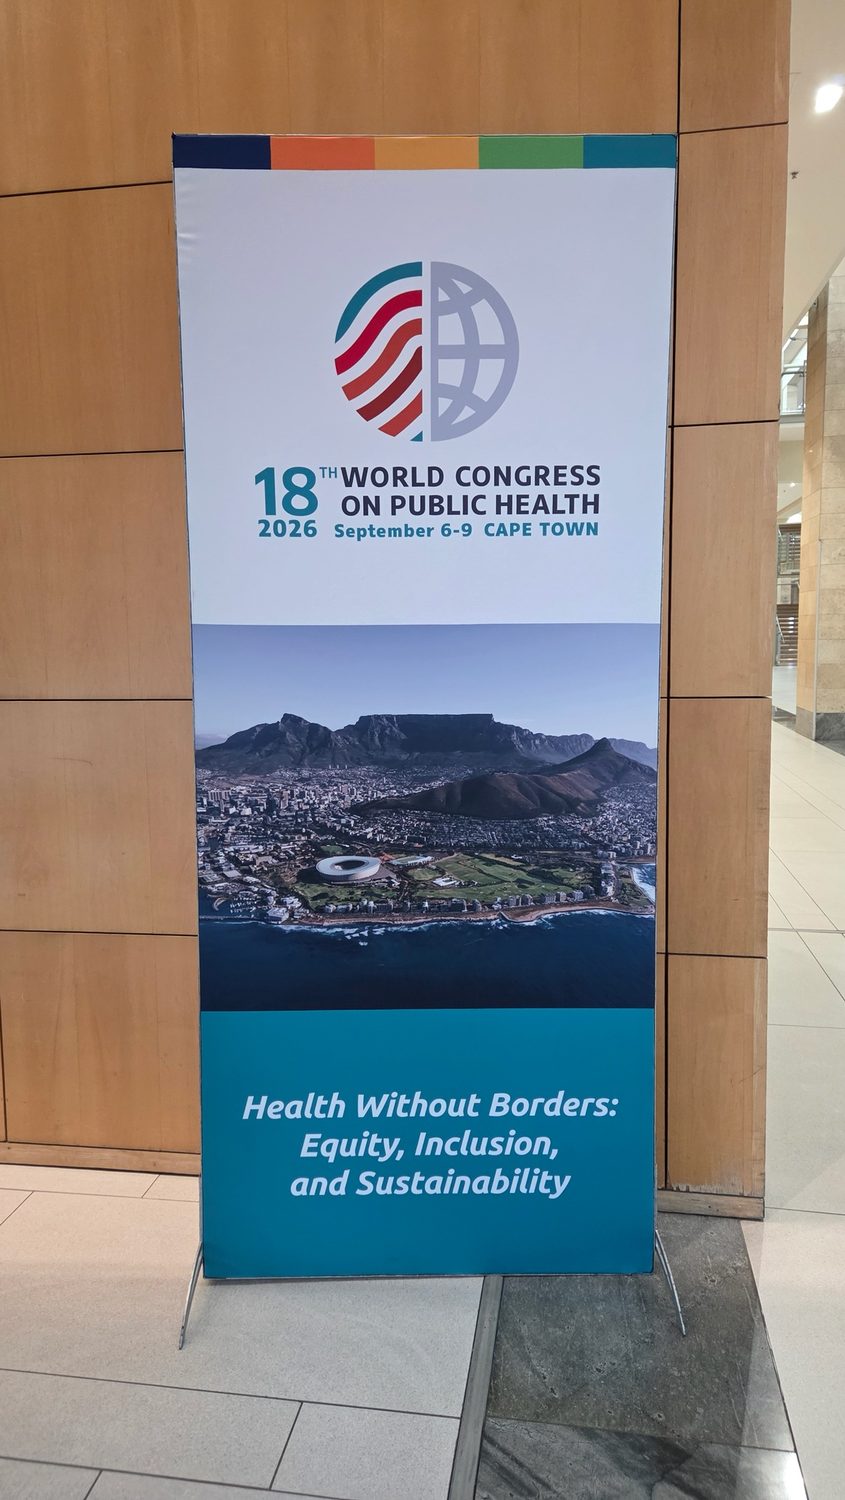 18TH WORLD CONGRESS
ON PUBLIC HEALTH
2026 September 6-9 CAPE TOWN
Health Without Borders:
Equity, Inclusion,
and Sustainability